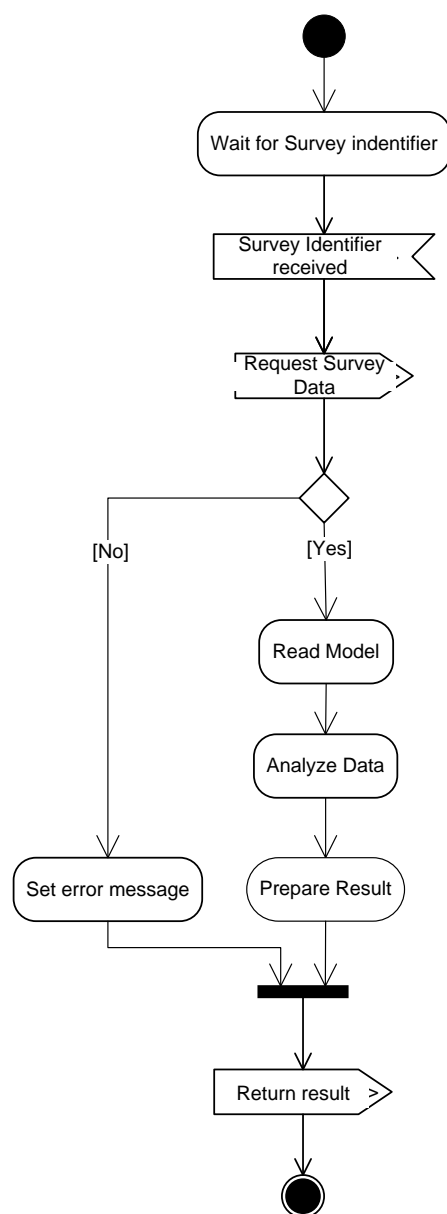 Wait for Survey indentifier
Survey Identifier
received
Request Survey
Data
[No]
[Yes]
Read Model
Analyze Data
Set error message
Prepare Result
Return result